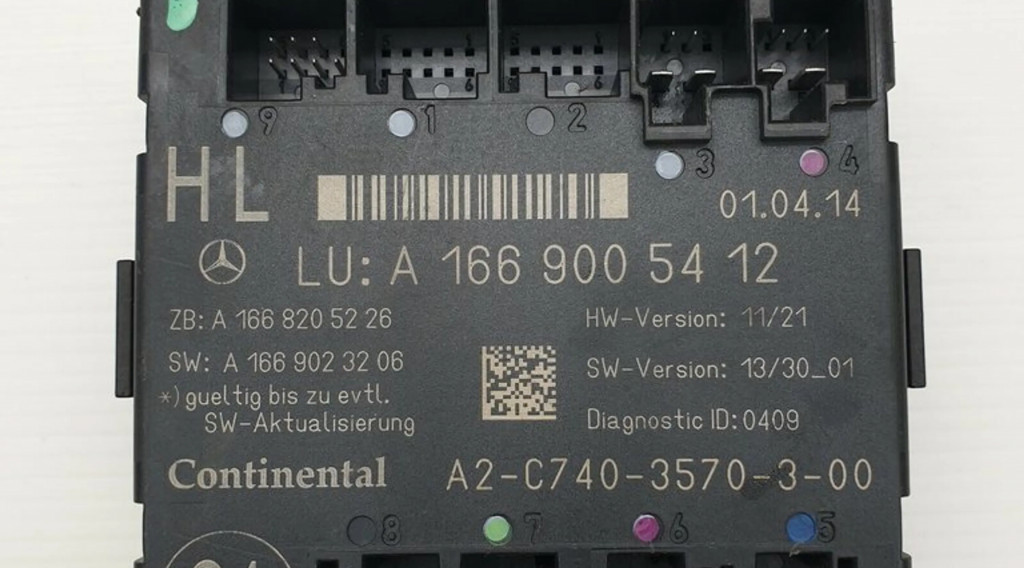 9 1 2
3 4
HL
01.04.14
LU: A 166 900 54 12
ZB: A 166 820 52 26
HW-Version: 11/21
SW: A 166 902 32 06
SW-Version: 13/30_01
*) gueltig bis zu evtl.
SW-Aktualisierung
Diagnostic ID:0409
Continental
A2-C740-3570-3-00
8 7 6 5